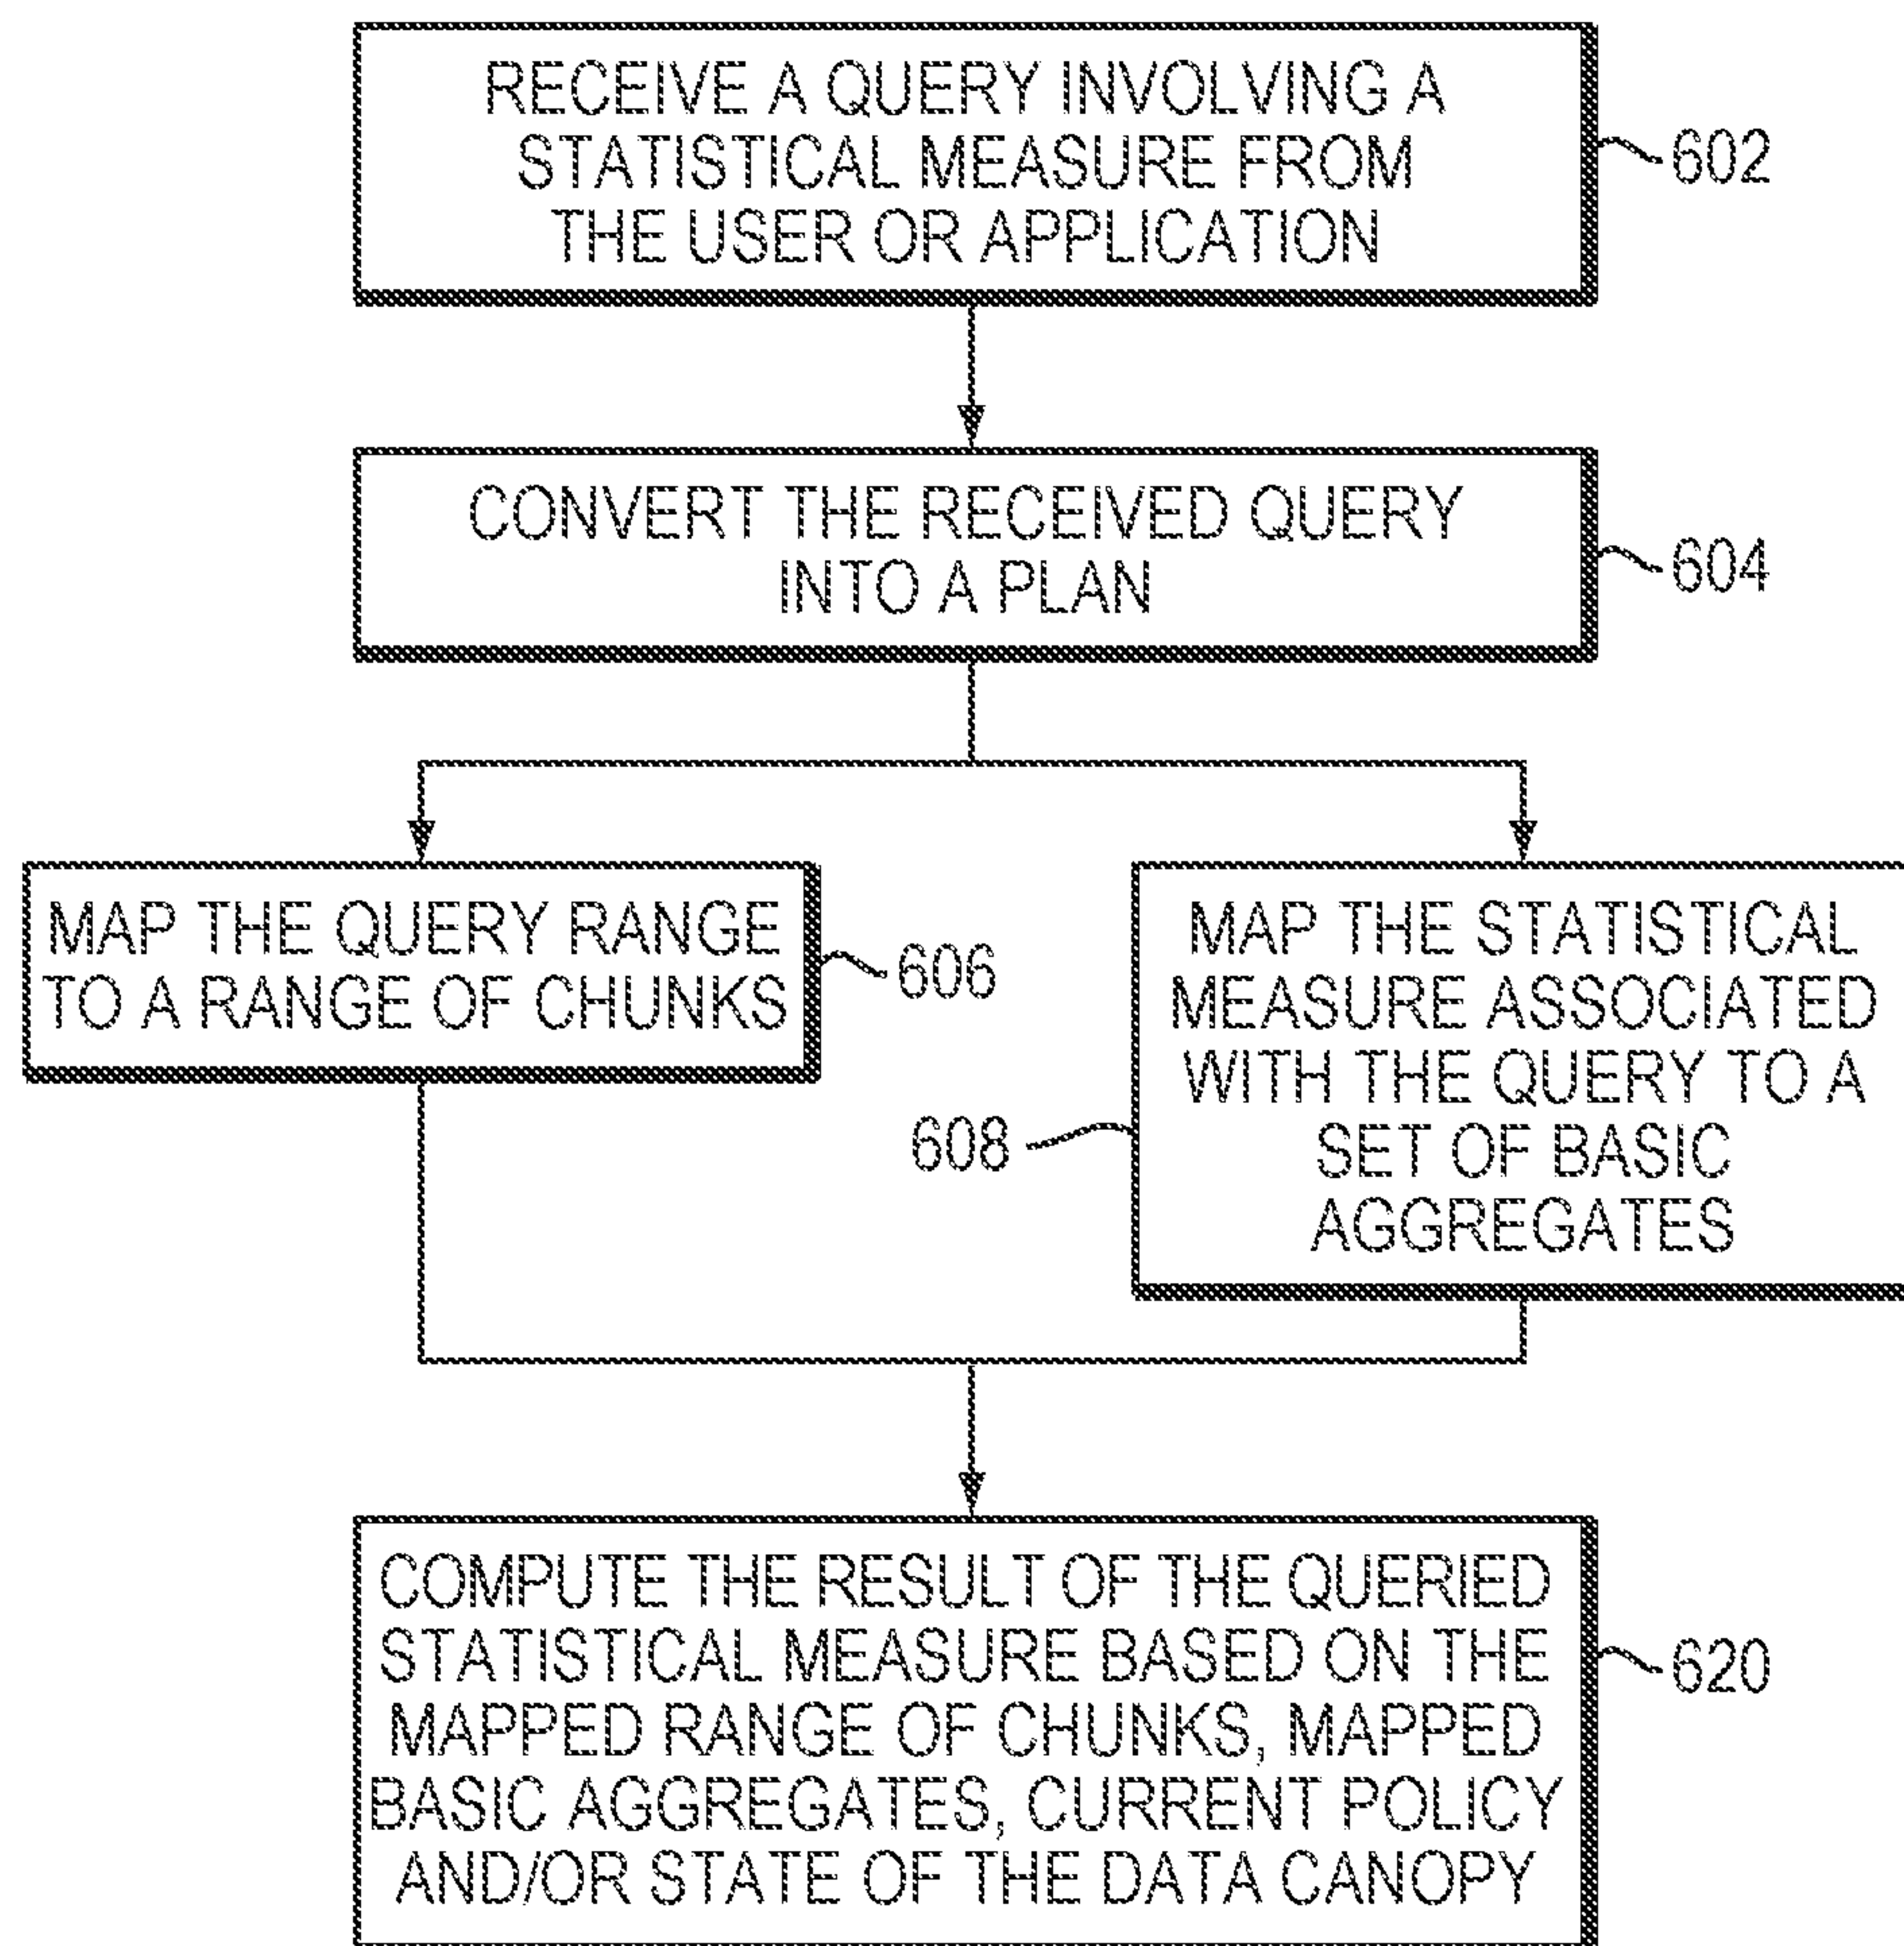 RECEIVE A QUERY INVOLVING A
STATISTICAL MEASURE FROM
THE USER OR APPLICATION
602
CONVERT THE RECEIVED QUERY
INTO A PLAN
604
MAP THE QUERY RANGE
TO A RANGE OF CHUNKS
606
MAP THE STATISTICAL
MEASURE ASSOCIATED
WITH THE QUERY TO A
SET OF BASIC
AGGREGATES
608
COMPUTE THE RESULT OF THE QUERIED
STATISTICAL MEASURE BASED ON THE
MAPPED RANGE OF CHUNKS, MAPPED
BASIC AGGREGATES, CURRENT POLICY
AND/OR STATE OF THE DATA CANOPY
620